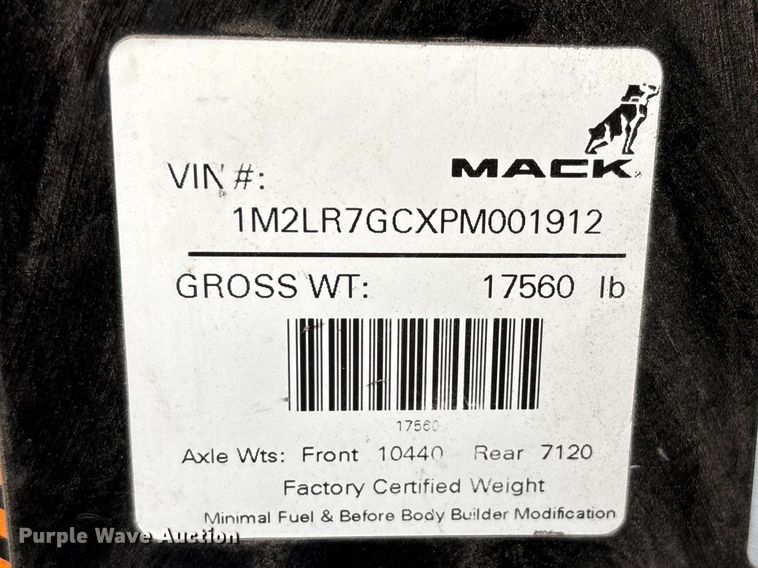 MACK
VIN #:
1M2LR7GCXPM001912
GROSS WT: 17560 lb
17560
Axle Wts: Front 10440 Rear 7120
Factory Certified Weight
Minimal Fuel & Before Body Builder Modification
Purple Wave Auction